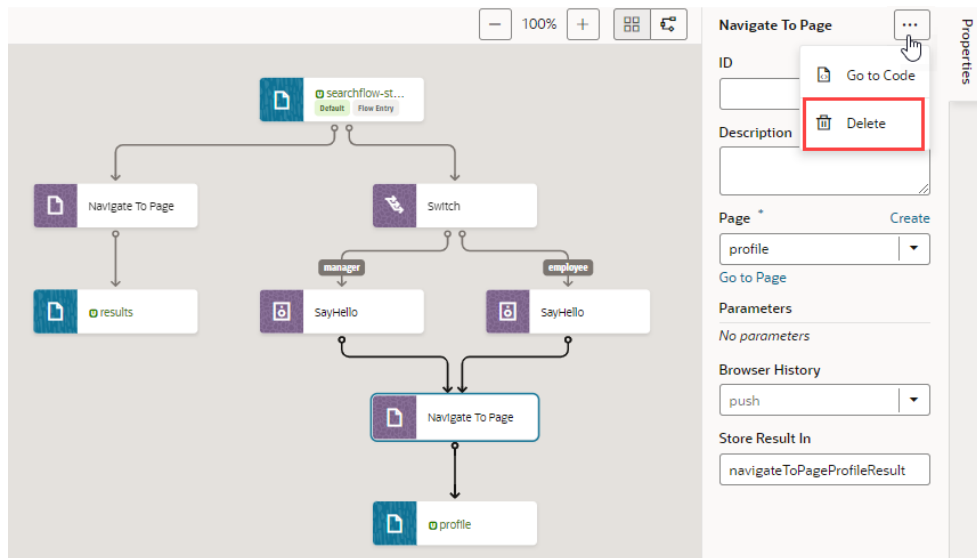 100%
searchflow-st...
Default Flow Entry
Navigate To Page
Switch
manager
employee
results
SayHello
SayHello
Navigate To Page
profile
Navigate To Page
...
ID
Go to Code
Delete
Description
Page *
Create
profile
Go to Page
Parameters
No parameters
Browser History
push
Store Result In
navigateToPageProfileResult
Properties